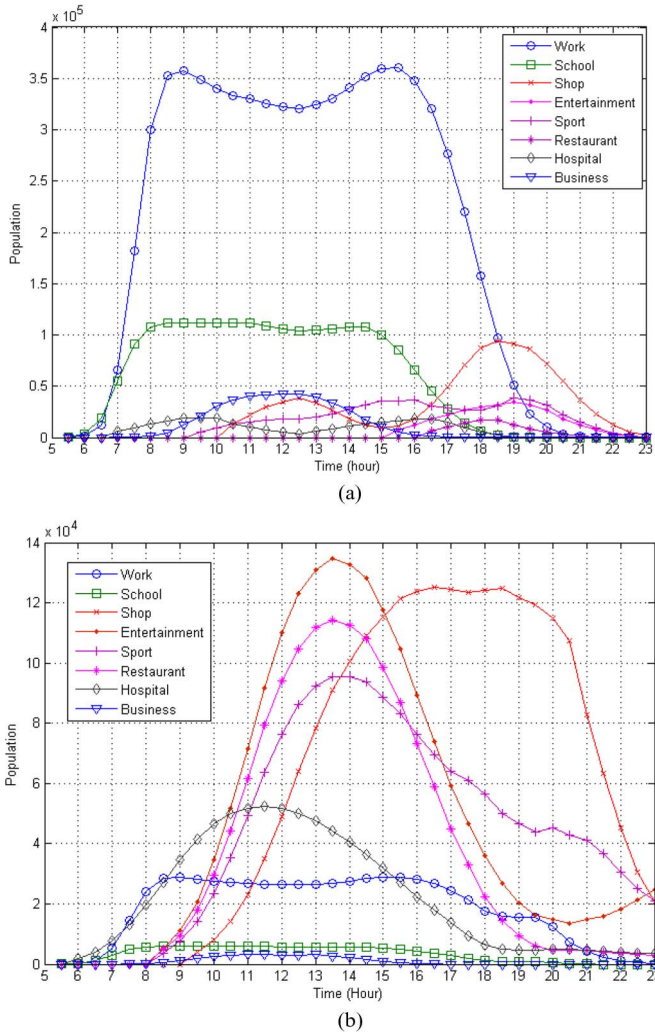 × 10⁵
4
3.5
3
2.5
2
1.5
1
0.5
0
Population
Work
School
Shop
Entertainment
Sport
Restaurant
Hospital
Business
5 6 7 8 9 10 11 12 13 14 15 16 17 18 19 20 21 22 23
Time (hour)
(a)
× 10⁴
14
12
10
8
6
4
2
0
Population
Work
School
Shop
Entertainment
Sport
Restaurant
Hospital
Business
5 6 7 8 9 10 11 12 13 14 15 16 17 18 19 20 21 22 23
Time (Hour)
(b)